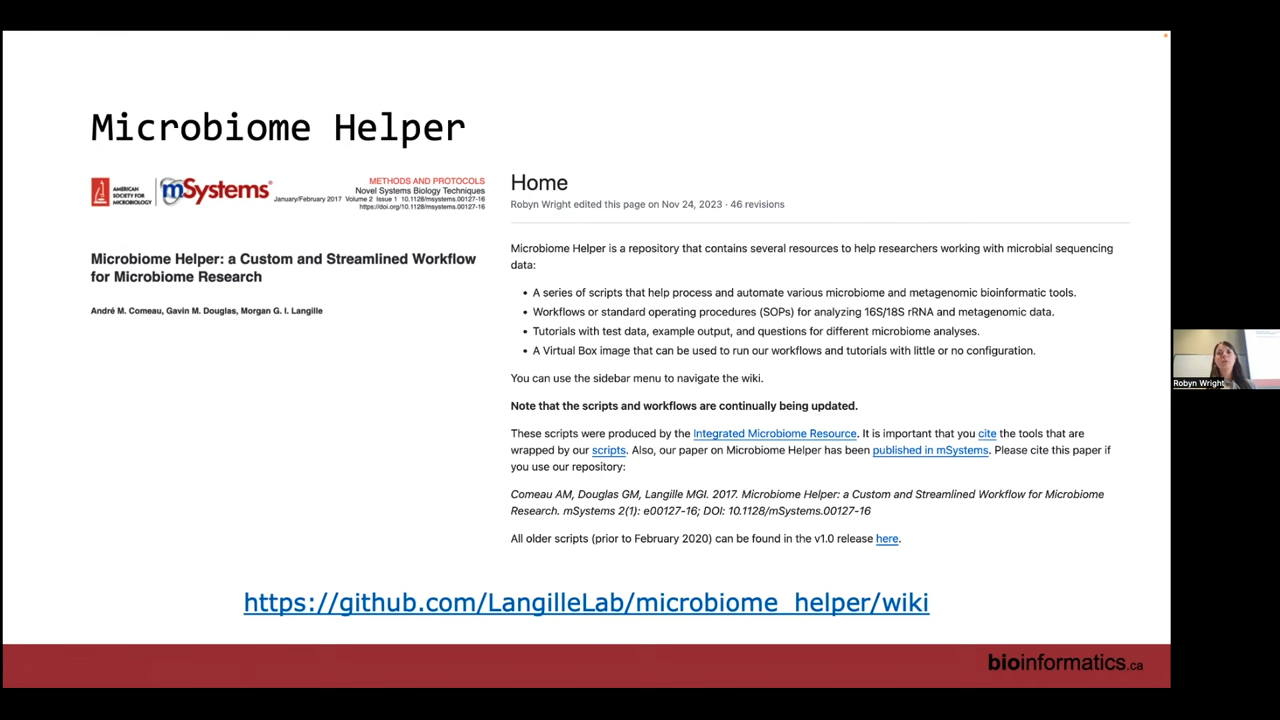 Microbiome Helper
AMERICAN
SOCIETY FOR
MICROBIOLOGY
mSystems
METHODS AND PROTOCOLS
Novel Systems Biology Techniques
January/February 2017 Volume 2 Issue 1 10.1128/msystems.00127-16
https://doi.org/10.1128/msystems.00127-16
Microbiome Helper: a Custom and Streamlined Workflow
for Microbiome Research
André M. Comeau, Gavin M. Douglas, Morgan G. I. Langille
Home
Robyn Wright edited this page on Nov 24, 2023 · 46 revisions
Microbiome Helper is a repository that contains several resources to help researchers working with microbial sequencing
data:
• A series of scripts that help process and automate various microbiome and metagenomic bioinformatic tools.
• Workflows or standard operating procedures (SOPs) for analyzing 16S/18S rRNA and metagenomic data.
• Tutorials with test data, example output, and questions for different microbiome analyses.
• A Virtual Box image that can be used to run our workflows and tutorials with little or no configuration.
You can use the sidebar menu to navigate the wiki.
Note that the scripts and workflows are continually being updated.
These scripts were produced by the Integrated Microbiome Resource. It is important that you cite the tools that are
wrapped by our scripts. Also, our paper on Microbiome Helper has been published in mSystems. Please cite this paper if
you use our repository:
Comeau AM, Douglas GM, Langille MGI. 2017. Microbiome Helper: a Custom and Streamlined Workflow for Microbiome
Research. mSystems 2(1): e00127-16; DOI: 10.1128/mSystems.00127-16
All older scripts (prior to February 2020) can be found in the v1.0 release here.
https://github.com/LangilleLab/microbiome_helper/wiki
bioinformatics.ca
Robyn Wright